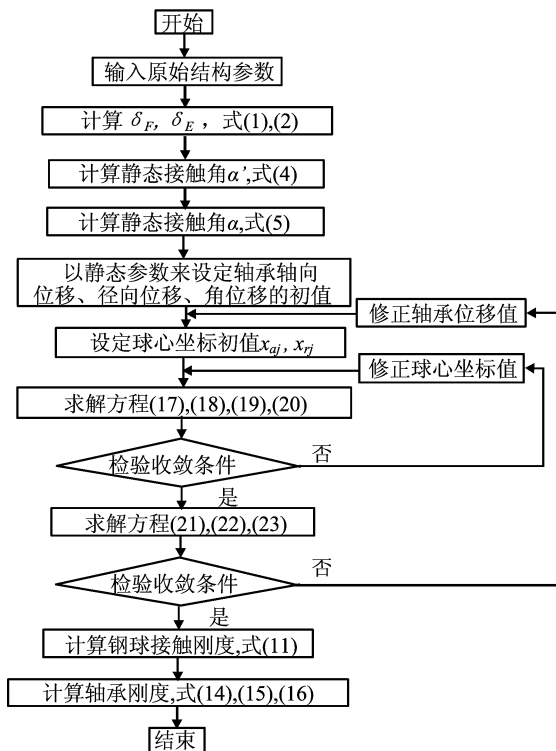 开始
输入原始结构参数
计算 δF, δE , 式(1),(2)
计算静态接触角α',式(4)
计算静态接触角α,式(5)
以静态参数来设定轴承轴向
位移、径向位移、角位移的初值
修正轴承位移值
设定球心坐标初值xaj, xrj
修正球心坐标值
求解方程(17),(18),(19),(20)
检验收敛条件
否
是
求解方程(21),(22),(23)
检验收敛条件
否
是
计算钢球接触刚度,式(11)
计算轴承刚度,式(14),(15),(16)
结束